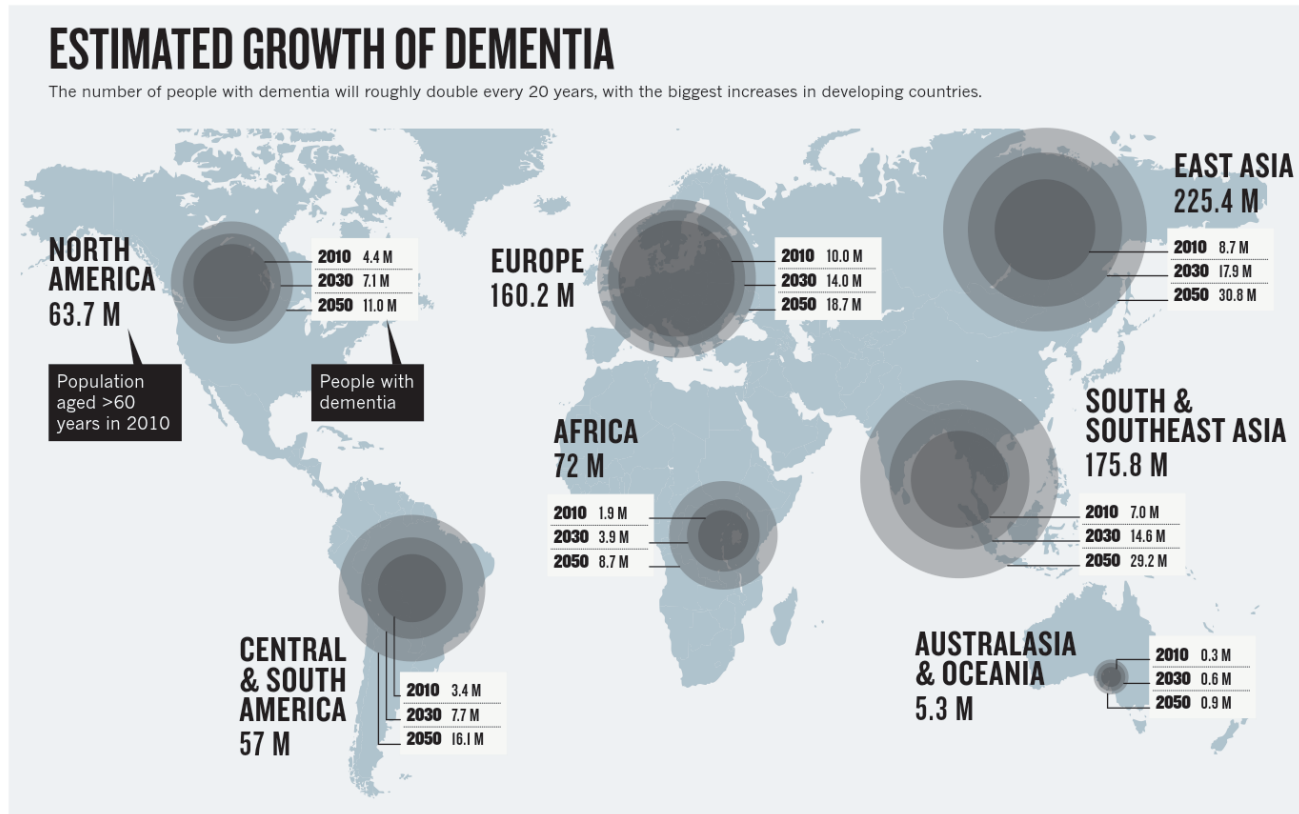 ESTIMATED GROWTH OF DEMENTIA
The number of people with dementia will roughly double every 20 years, with the biggest increases in developing countries.
NORTH
AMERICA
63.7 M
2010 4.4 M
2030 7.1 M
2050 11.0 M
Population
aged >60
years in 2010
People with
dementia
EUROPE
160.2 M
2010 10.0 M
2030 14.0 M
2050 18.7 M
EAST ASIA
225.4 M
2010 8.7 M
2030 17.9 M
2050 30.8 M
AFRICA
72 M
2010 1.9 M
2030 3.9 M
2050 8.7 M
SOUTH &
SOUTHEAST ASIA
175.8 M
2010 7.0 M
2030 14.6 M
2050 29.2 M
CENTRAL
& SOUTH
AMERICA
57 M
2010 3.4 M
2030 7.7 M
2050 16.1 M
AUSTRALASIA
& OCEANIA
5.3 M
2010 0.3 M
2030 0.6 M
2050 0.9 M